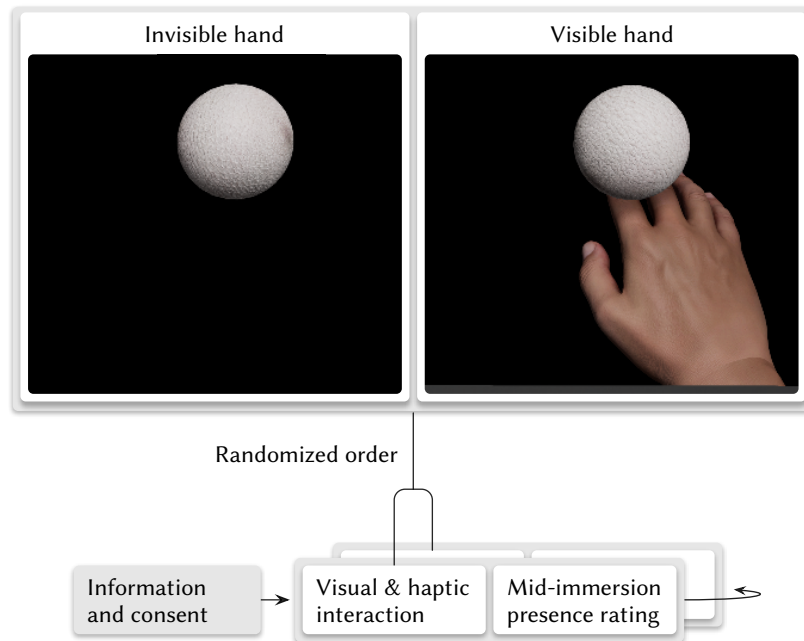 Invisible hand
Visible hand
Randomized order
Information
and consent
Visual & haptic
interaction
Mid-immersion
presence rating